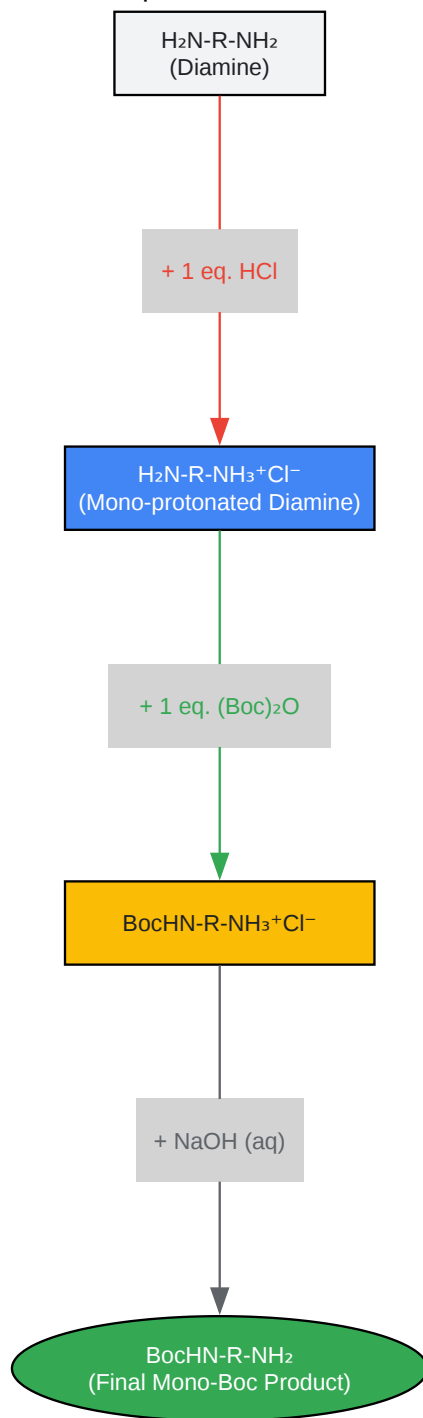 H₂N-R-NH₂
(Diamine)
+ 1 eq. HCl
H₂N-R-NH₃⁺Cl⁻
(Mono-protonated Diamine)
+ 1 eq. (Boc)₂O
BocHN-R-NH₃⁺Cl⁻
+ NaOH (aq)
BocHN-R-NH₂
(Final Mono-Boc Product)